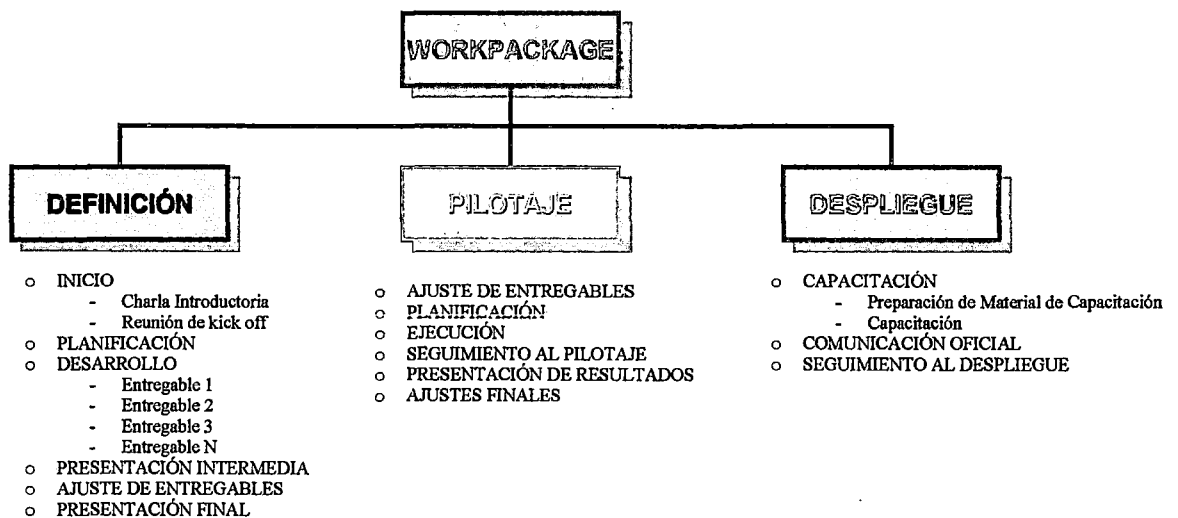 WORKPACKAGE
DEFINICIÓN
o INICIO
- Charla Introductoria
- Reunión de kick off
o PLANIFICACIÓN
o DESARROLLO
- Entregable 1
- Entregable 2
- Entregable 3
- Entregable N
o PRESENTACIÓN INTERMEDIA
o AJUSTE DE ENTREGABLES
o PRESENTACIÓN FINAL
PILOTAJE
o AJUSTE DE ENTREGABLES
o PLANIFICACIÓN
o EJECUCIÓN
o SEGUIMIENTO AL PILOTAJE
o PRESENTACIÓN DE RESULTADOS
o AJUSTES FINALES
DESPLIEGUE
o CAPACITACIÓN
- Preparación de Material de Capacitación
- Capacitación
o COMUNICACIÓN OFICIAL
o SEGUIMIENTO AL DESPLIEGUE